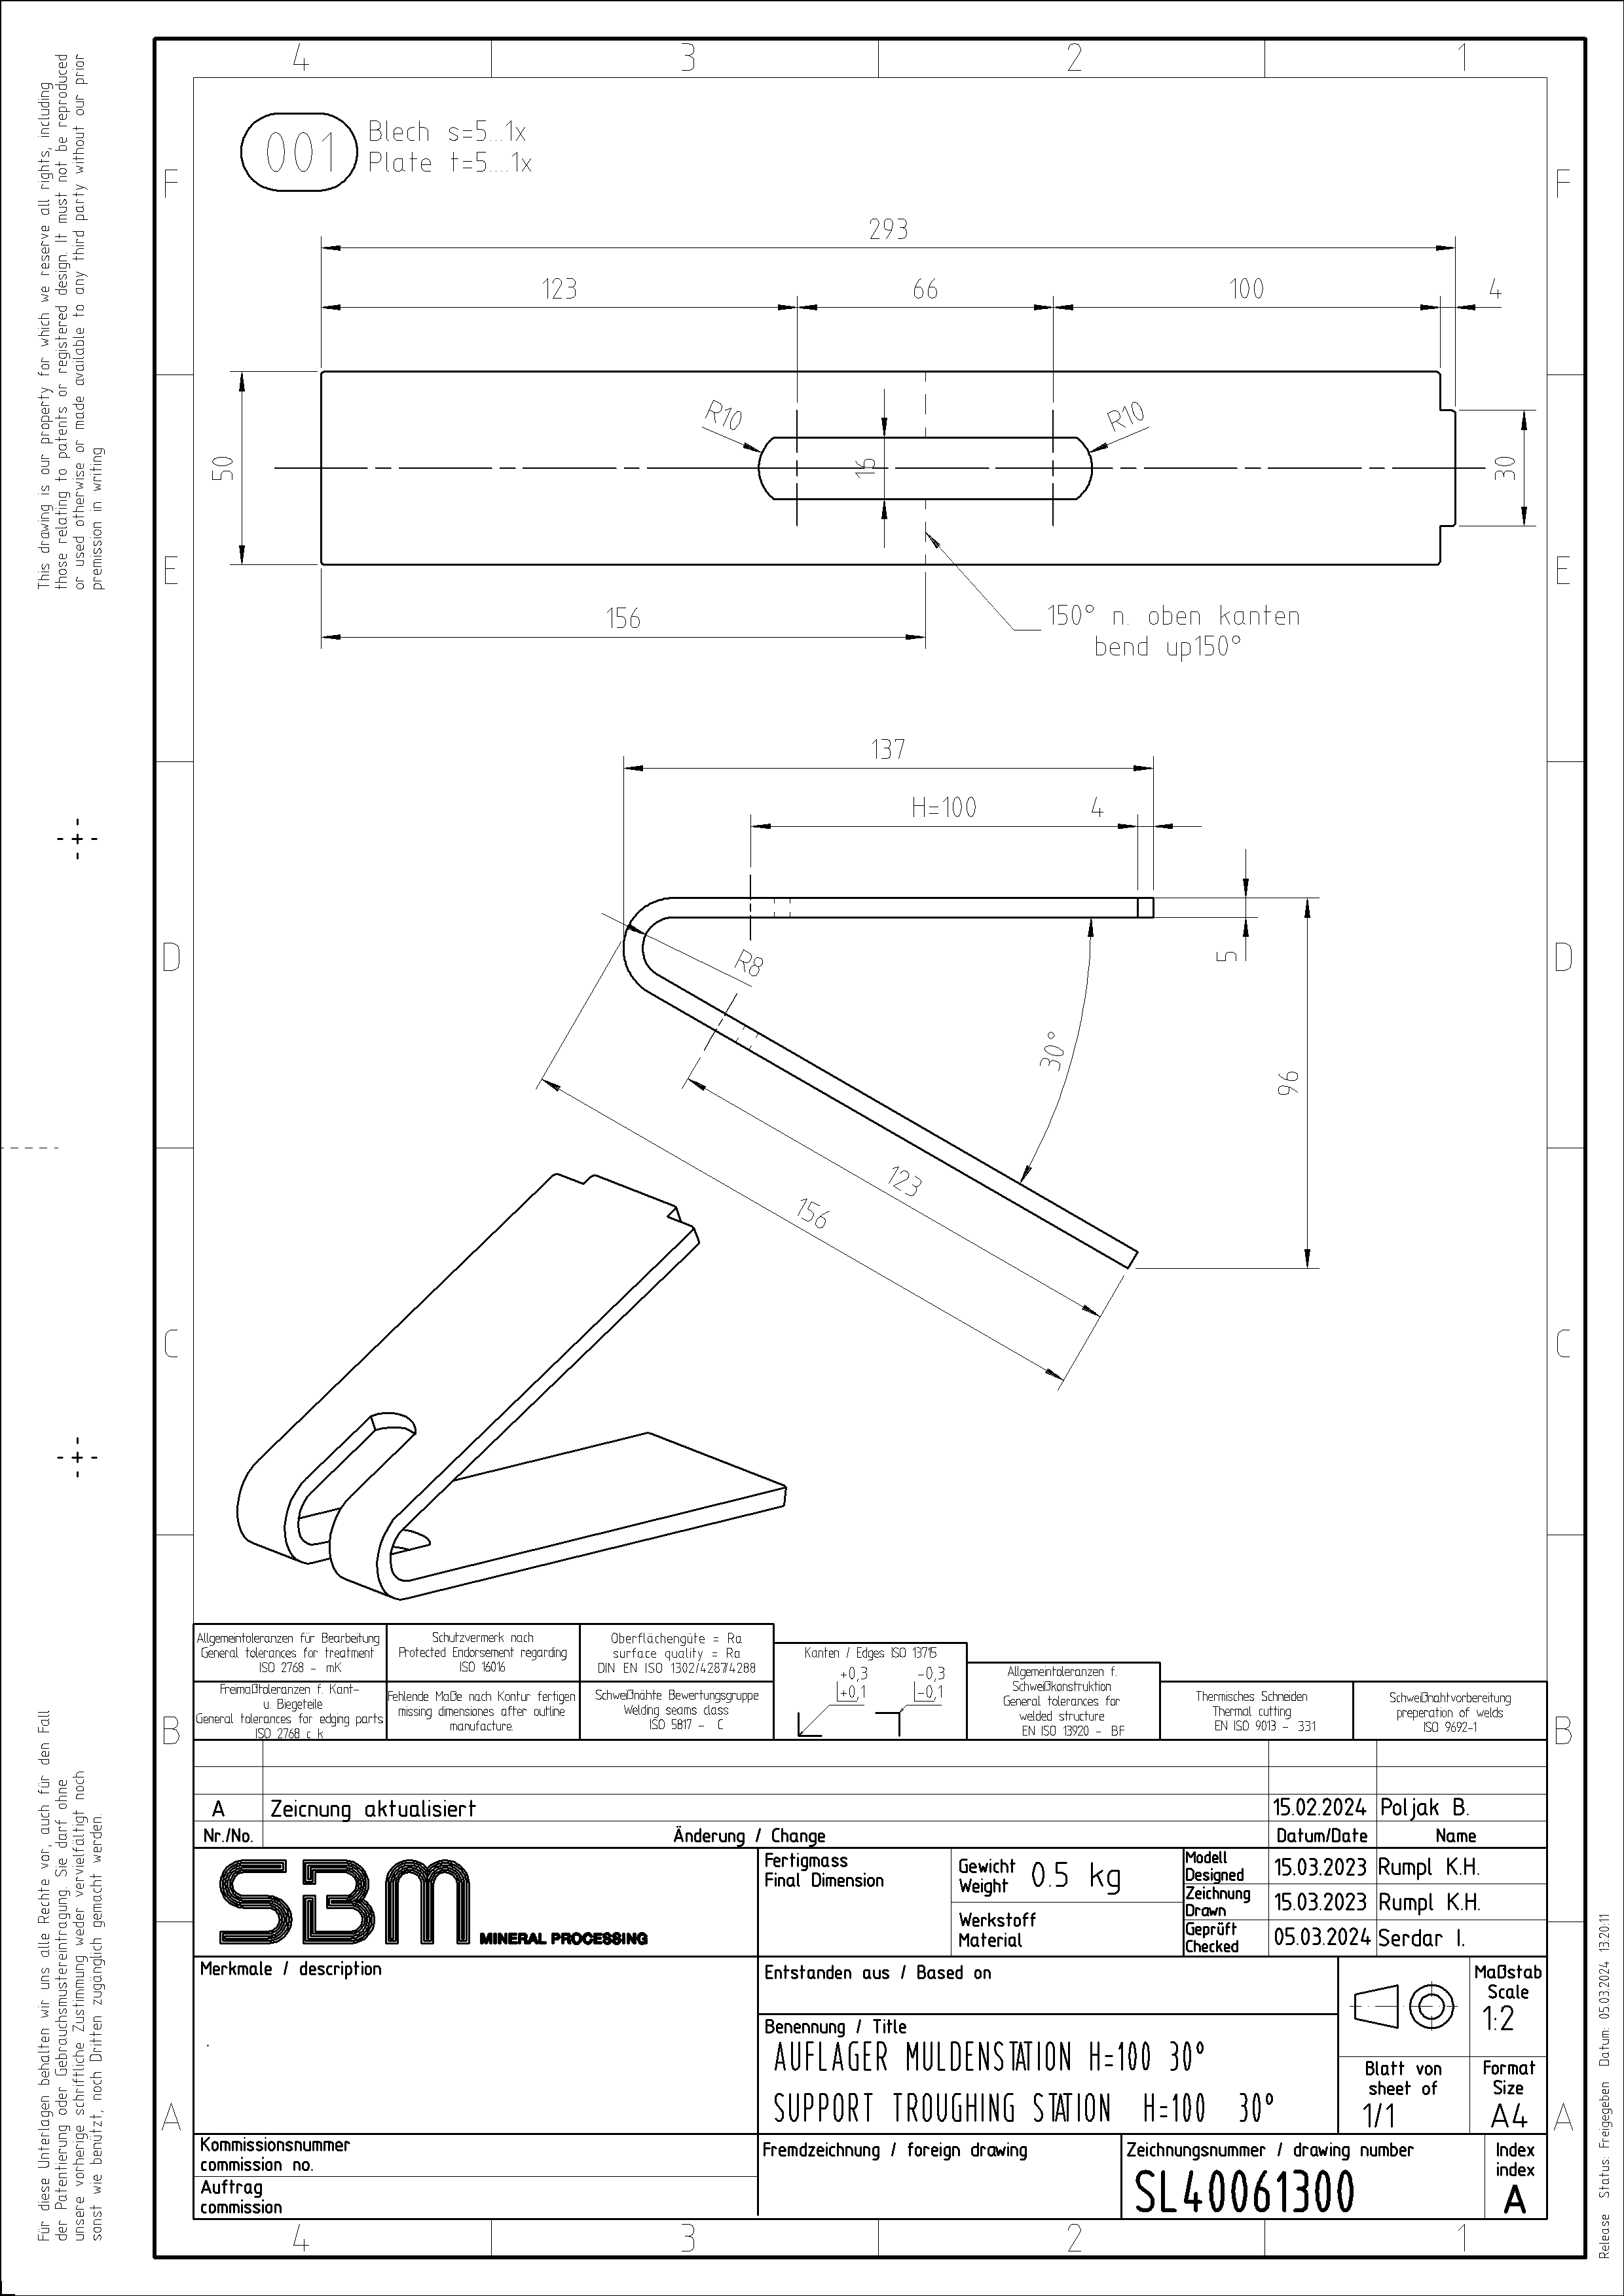 4 3 2 1
This drawing is our property for which we reserve all rights, including
those relating to patents or registered design. It must not be reproduced
or used otherwise or made available to any third party without our prior
premission in writing
001
Blech s=5...1x
Plate t=5....1x
F F
293
123 66 100 4
R10 R10
50 16 30
E E
156
150° n. oben kanten
bend up150°
137
H=100 4
D D
R8
5
30°
96
123
156
C C
Allgemeintoleranzen für Bearbeitung
General tolerances for treatment
ISO 2768 - mK
Schutzvermerk nach
Protected Endorsement regarding
ISO 16016
Oberflächengüte = Ra
surface quality = Ra
DIN EN ISO 1302/4287/4288
Freimaßtoleranzen f. Kant-
u. Biegeteile
General tolerances for edging parts
ISO 2768 c k
Fehlende Maße nach Kontur fertigen
missing dimensiones after outline
manufacture.
Schweißnähte Bewertungsgruppe
Welding seams class
ISO 5817 - C
Kanten / Edges ISO 13715
+0,3 -0,3
+0,1 -0,1
Allgemeintoleranzen f.
Schweißkonstruktion
General tolerances for
welded structure
EN ISO 13920 - BF
Thermisches Schneiden
Thermal cutting
EN ISO 9013 - 331
Schweißnahtvorbereitung
preperation of welds
ISO 9692-1
B B
A Zeicnung aktualisiert 15.02.2024 Poljak B.
Nr./No. Änderung / Change Datum/Date Name
SBM
MINERAL PROCESSING
Fertigmass
Final Dimension
Gewicht
Weight
0.5 kg
Werkstoff
Material
Modell
Designed
15.03.2023 Rumpl K.H.
Zeichnung
Drawn
15.03.2023 Rumpl K.H.
Geprüft
Checked
05.03.2024 Serdar I.
Merkmale / description
Entstanden aus / Based on
Maßstab
Scale
1:2
Benennung / Title
AUFLAGER MULDENSTATION H=100 30°
SUPPORT TROUGHING STATION H=100 30°
Blatt von
sheet of
1/1
Format
Size
A4
A A
Kommissionsnummer
commission no.
Auftrag
commission
Fremdzeichnung / foreign drawing
Zeichnungsnummer / drawing number
SL40061300
Index
index
A
4 3 2 1
Für diese Unterlagen behalten wir uns alle Rechte vor, auch für den Fall
der Patentierung oder Gebrauchsmustereintragung. Sie darf ohne
unsere vorherige schriftliche Zustimmung weder vervielfältigt noch
sonst wie benützt, noch Dritten zugänglich gemacht werden.
Release Status: Freigegeben Datum: 05.03.2024 13:20:11